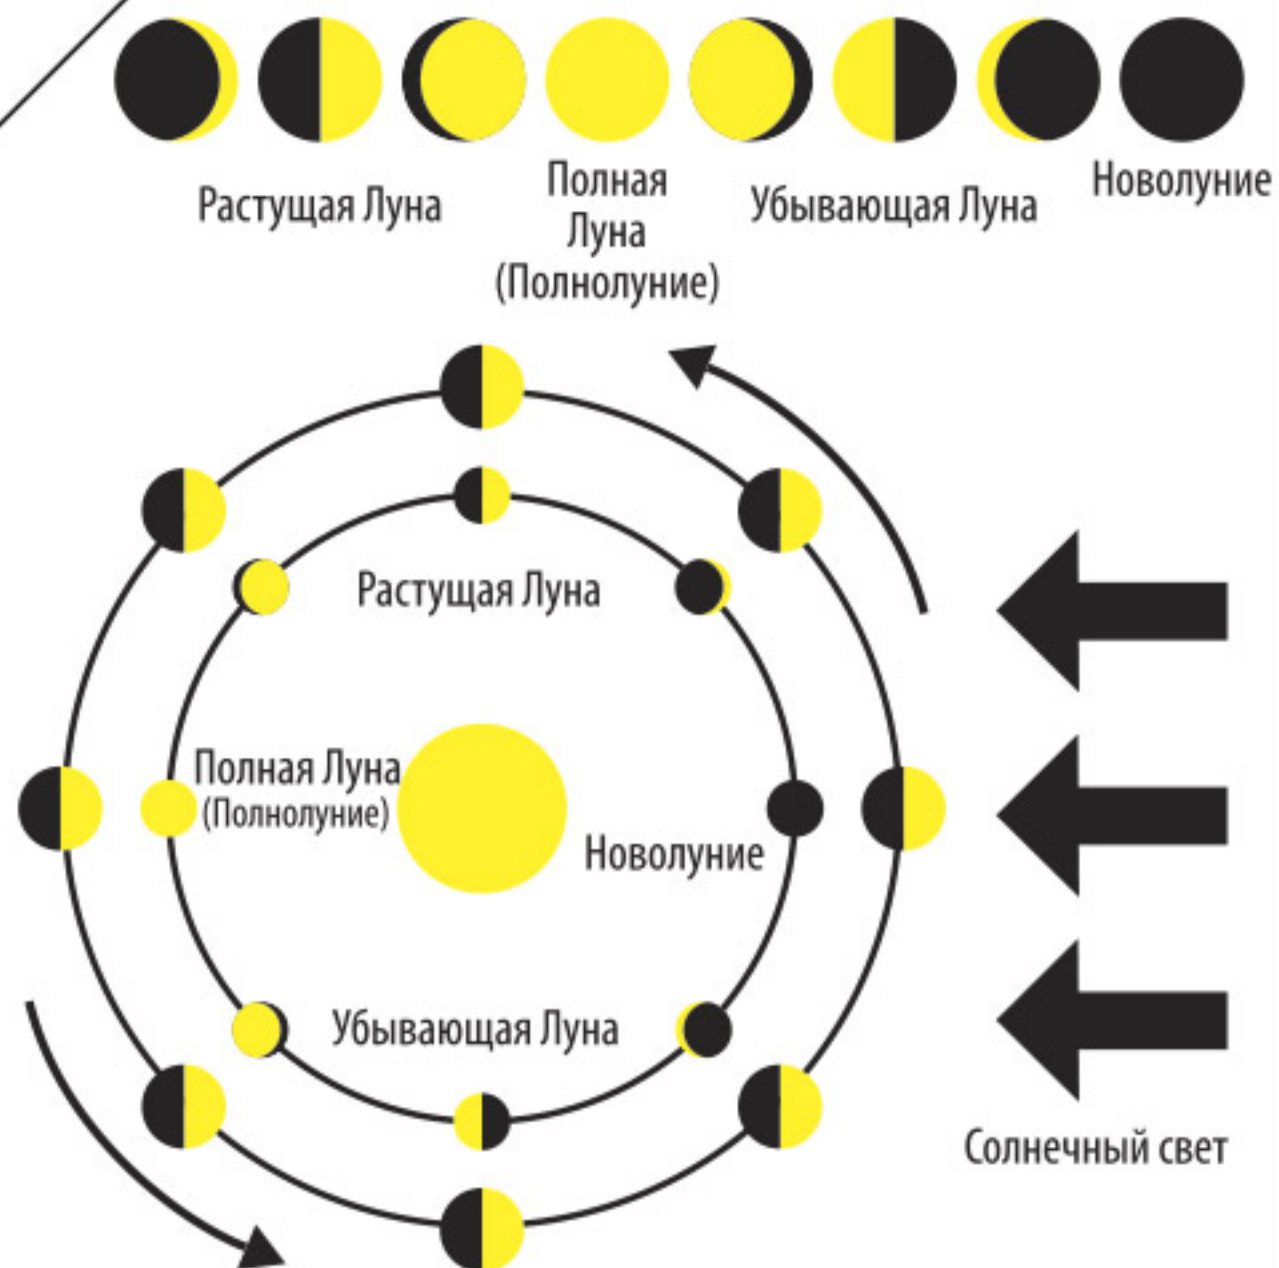 Растущая Луна
Полная
Луна
(Полнолуние)
Убывающая Луна
Новолуние
Растущая Луна
Полная Луна
(Полнолуние)
Новолуние
Убывающая Луна
Солнечный свет